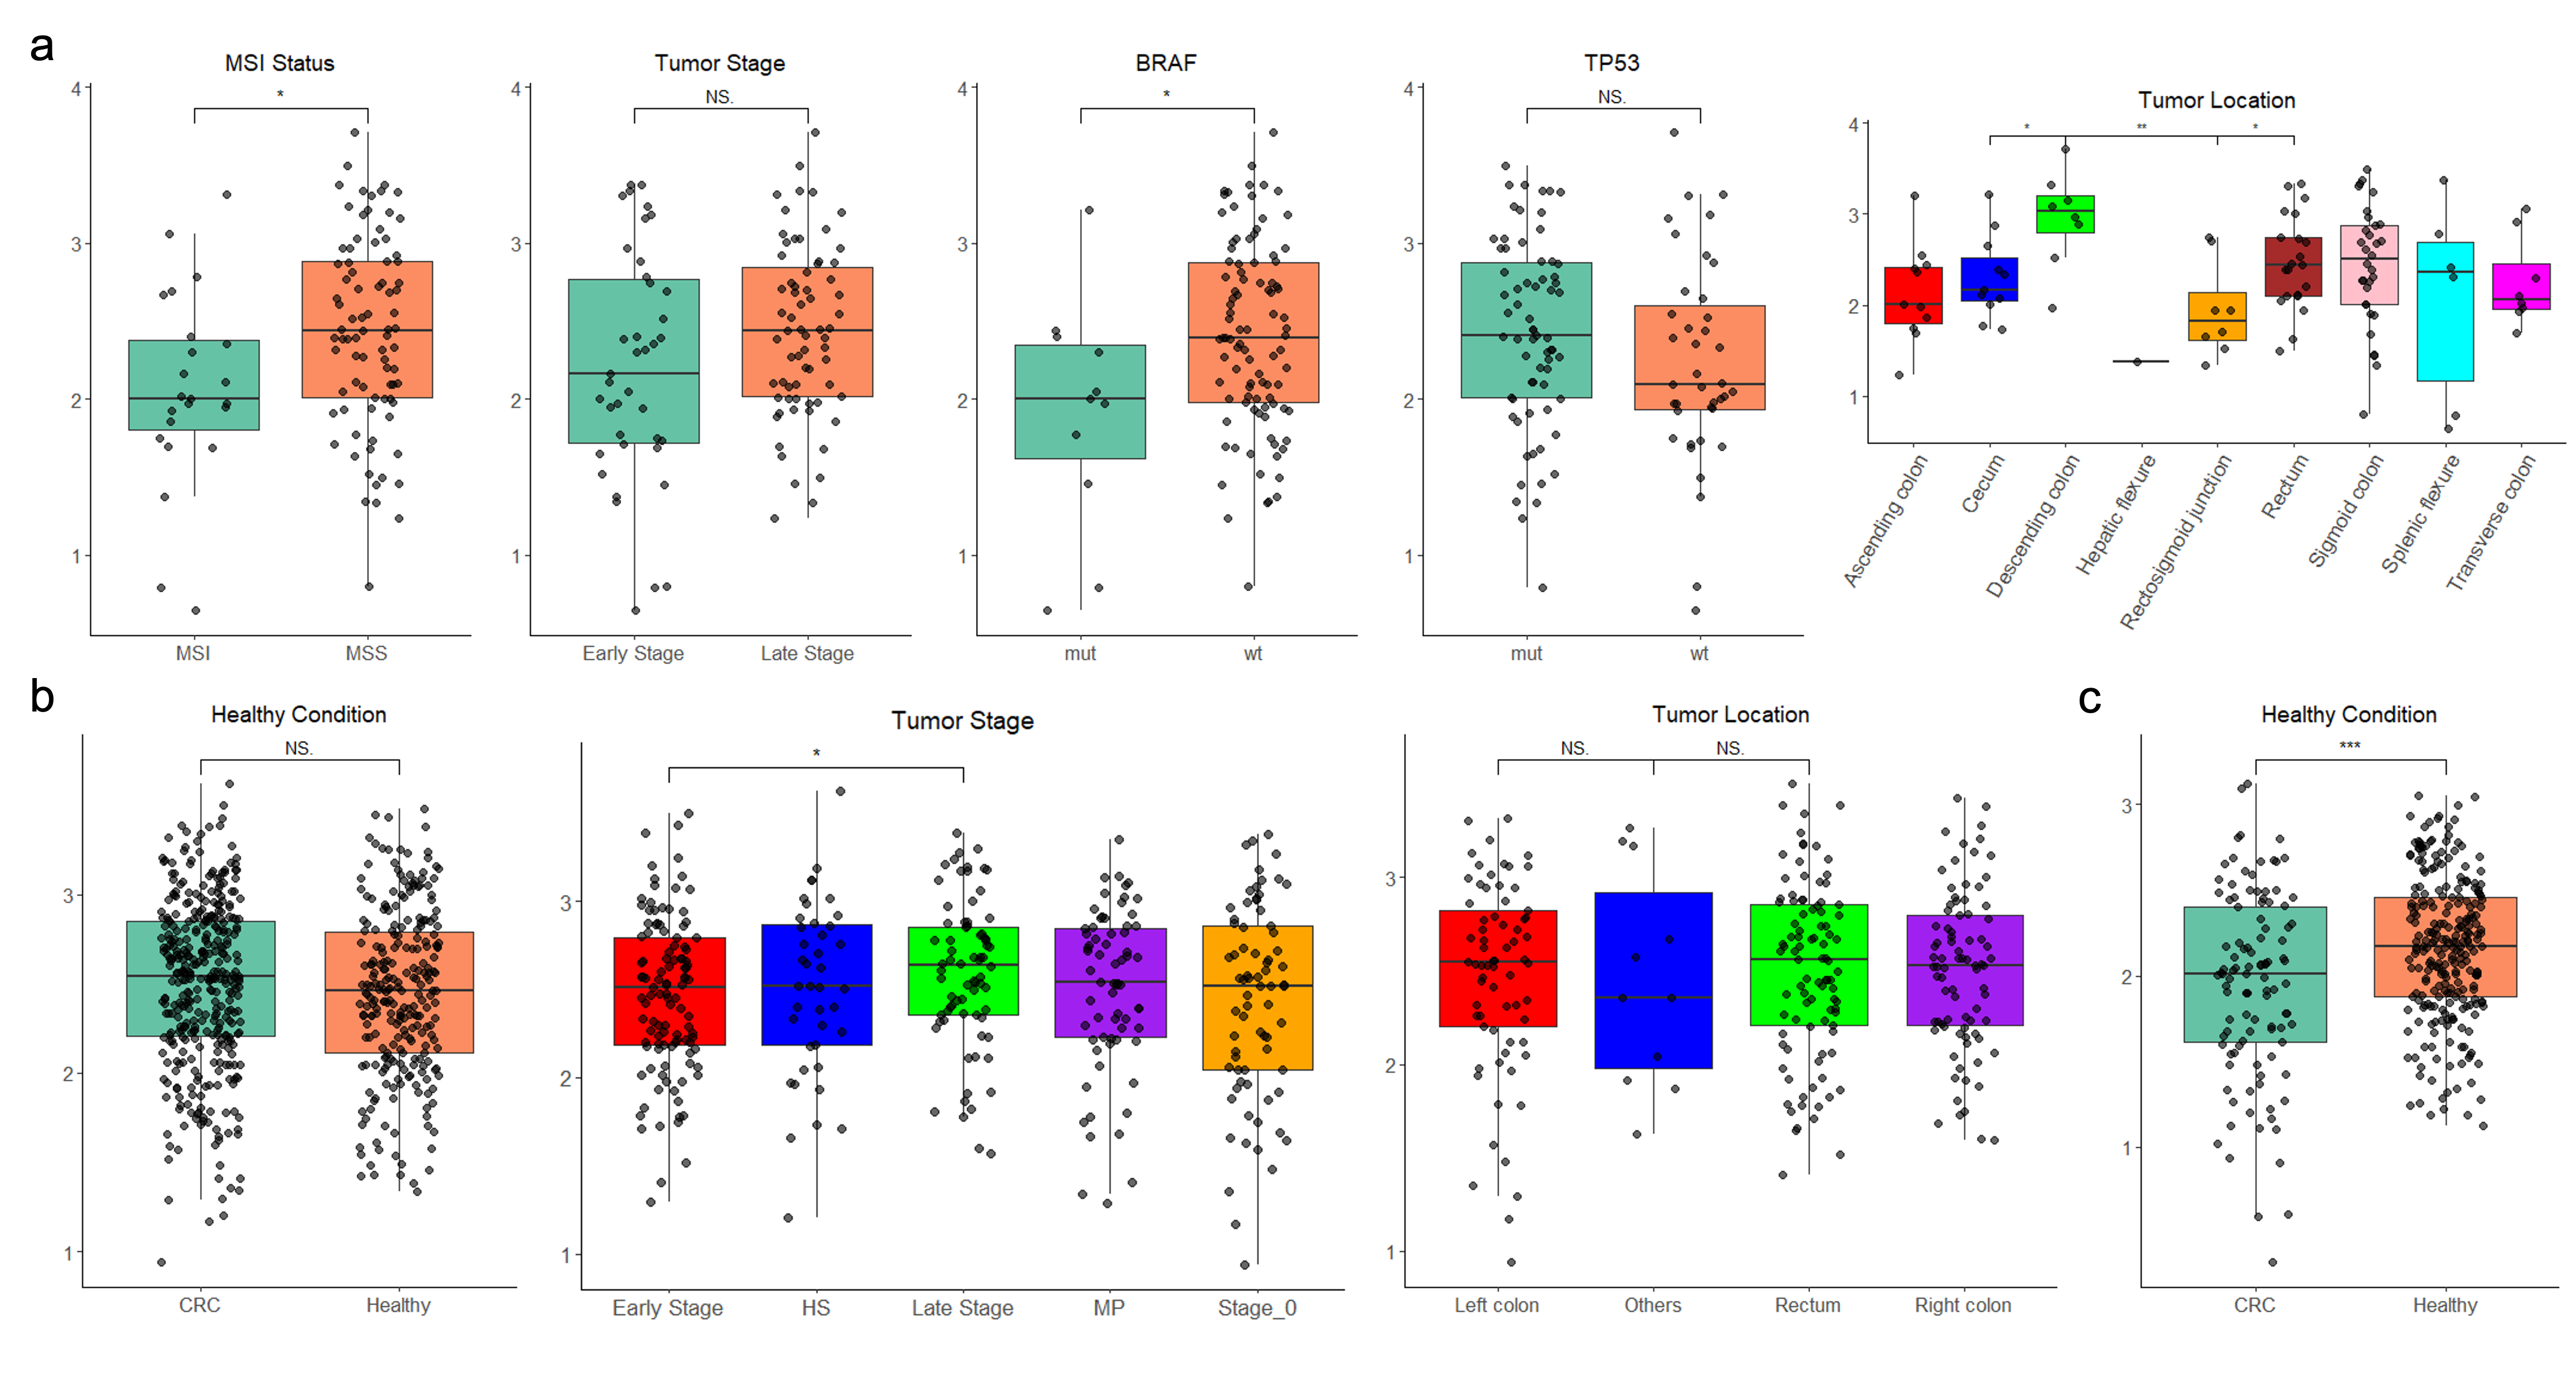 a
MSI Status
4
3
2
1
*
MSI
MSS
Tumor Stage
4
3
2
1
NS.
Early Stage
Late Stage
BRAF
4
3
2
1
*
mut
wt
TP53
4
3
2
1
NS.
mut
wt
Tumor Location
4
3
2
1
*
**
*
Ascending colon
Cecum
Descending colon
Hepatic flexure
Rectosigmoid junction
Rectum
Sigmoid colon
Splenic flexure
Transverse colon
b
Healthy Condition
NS.
3
2
1
CRC
Healthy
Tumor Stage
*
3
2
1
Early Stage
HS
Late Stage
MP
Stage_0
Tumor Location
NS.
NS.
3
2
1
Left colon
Others
Rectum
Right colon
c
Healthy Condition
***
3
2
1
CRC
Healthy